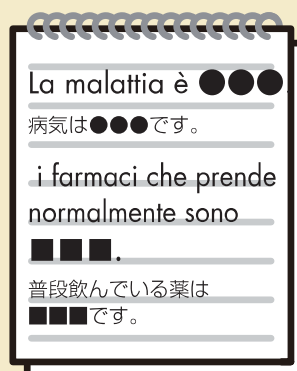 La malattia è ●●●.
病気は●●●です。
i farmaci che prende
normalmente sono
■■■.
普段飲んでいる薬は
■■■です。